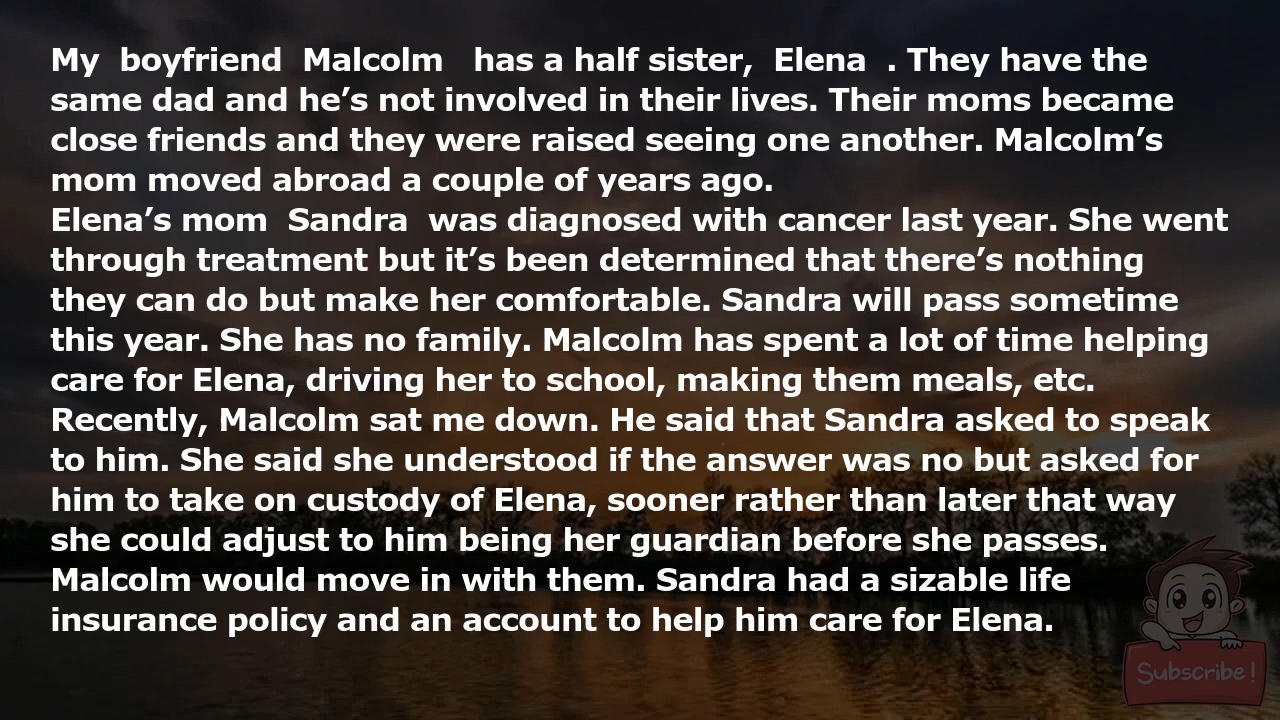 My boyfriend Malcolm has a half sister, Elena . They have the
same dad and he’s not involved in their lives. Their moms became
close friends and they were raised seeing one another. Malcolm’s
mom moved abroad a couple of years ago.
Elena’s mom Sandra was diagnosed with cancer last year. She went
through treatment but it’s been determined that there’s nothing
they can do but make her comfortable. Sandra will pass sometime
this year. She has no family. Malcolm has spent a lot of time helping
care for Elena, driving her to school, making them meals, etc.
Recently, Malcolm sat me down. He said that Sandra asked to speak
to him. She said she understood if the answer was no but asked for
him to take on custody of Elena, sooner rather than later that way
she could adjust to him being her guardian before she passes.
Malcolm would move in with them. Sandra had a sizable life
insurance policy and an account to help him care for Elena.
Subscribe!